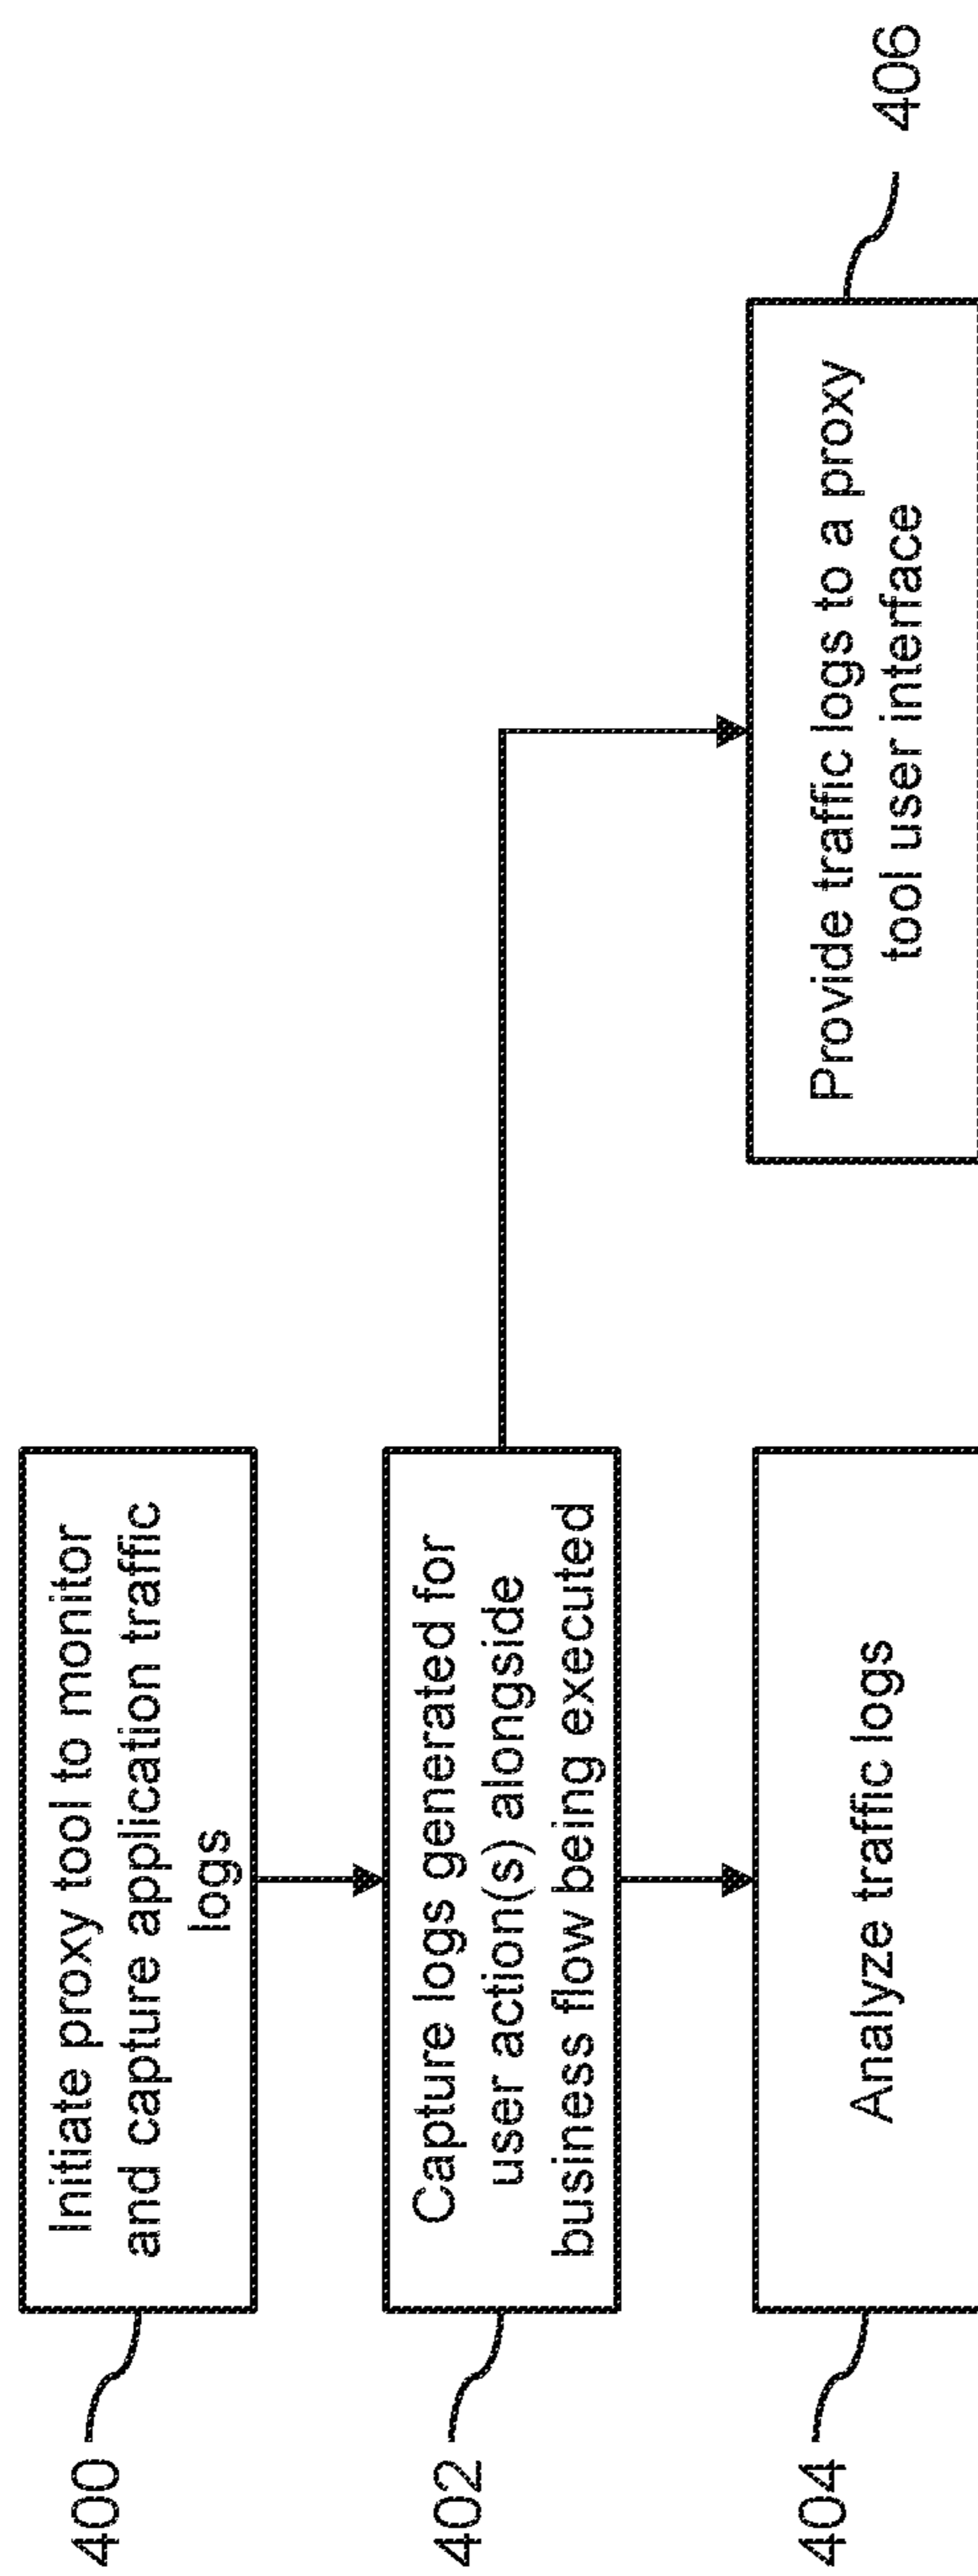 400
Initiate proxy tool to monitor
and capture application traffic
logs
402
Capture logs generated for
user action(s) alongside
business flow being executed
404
Analyze traffic logs
Provide traffic logs to a proxy
tool user interface
406